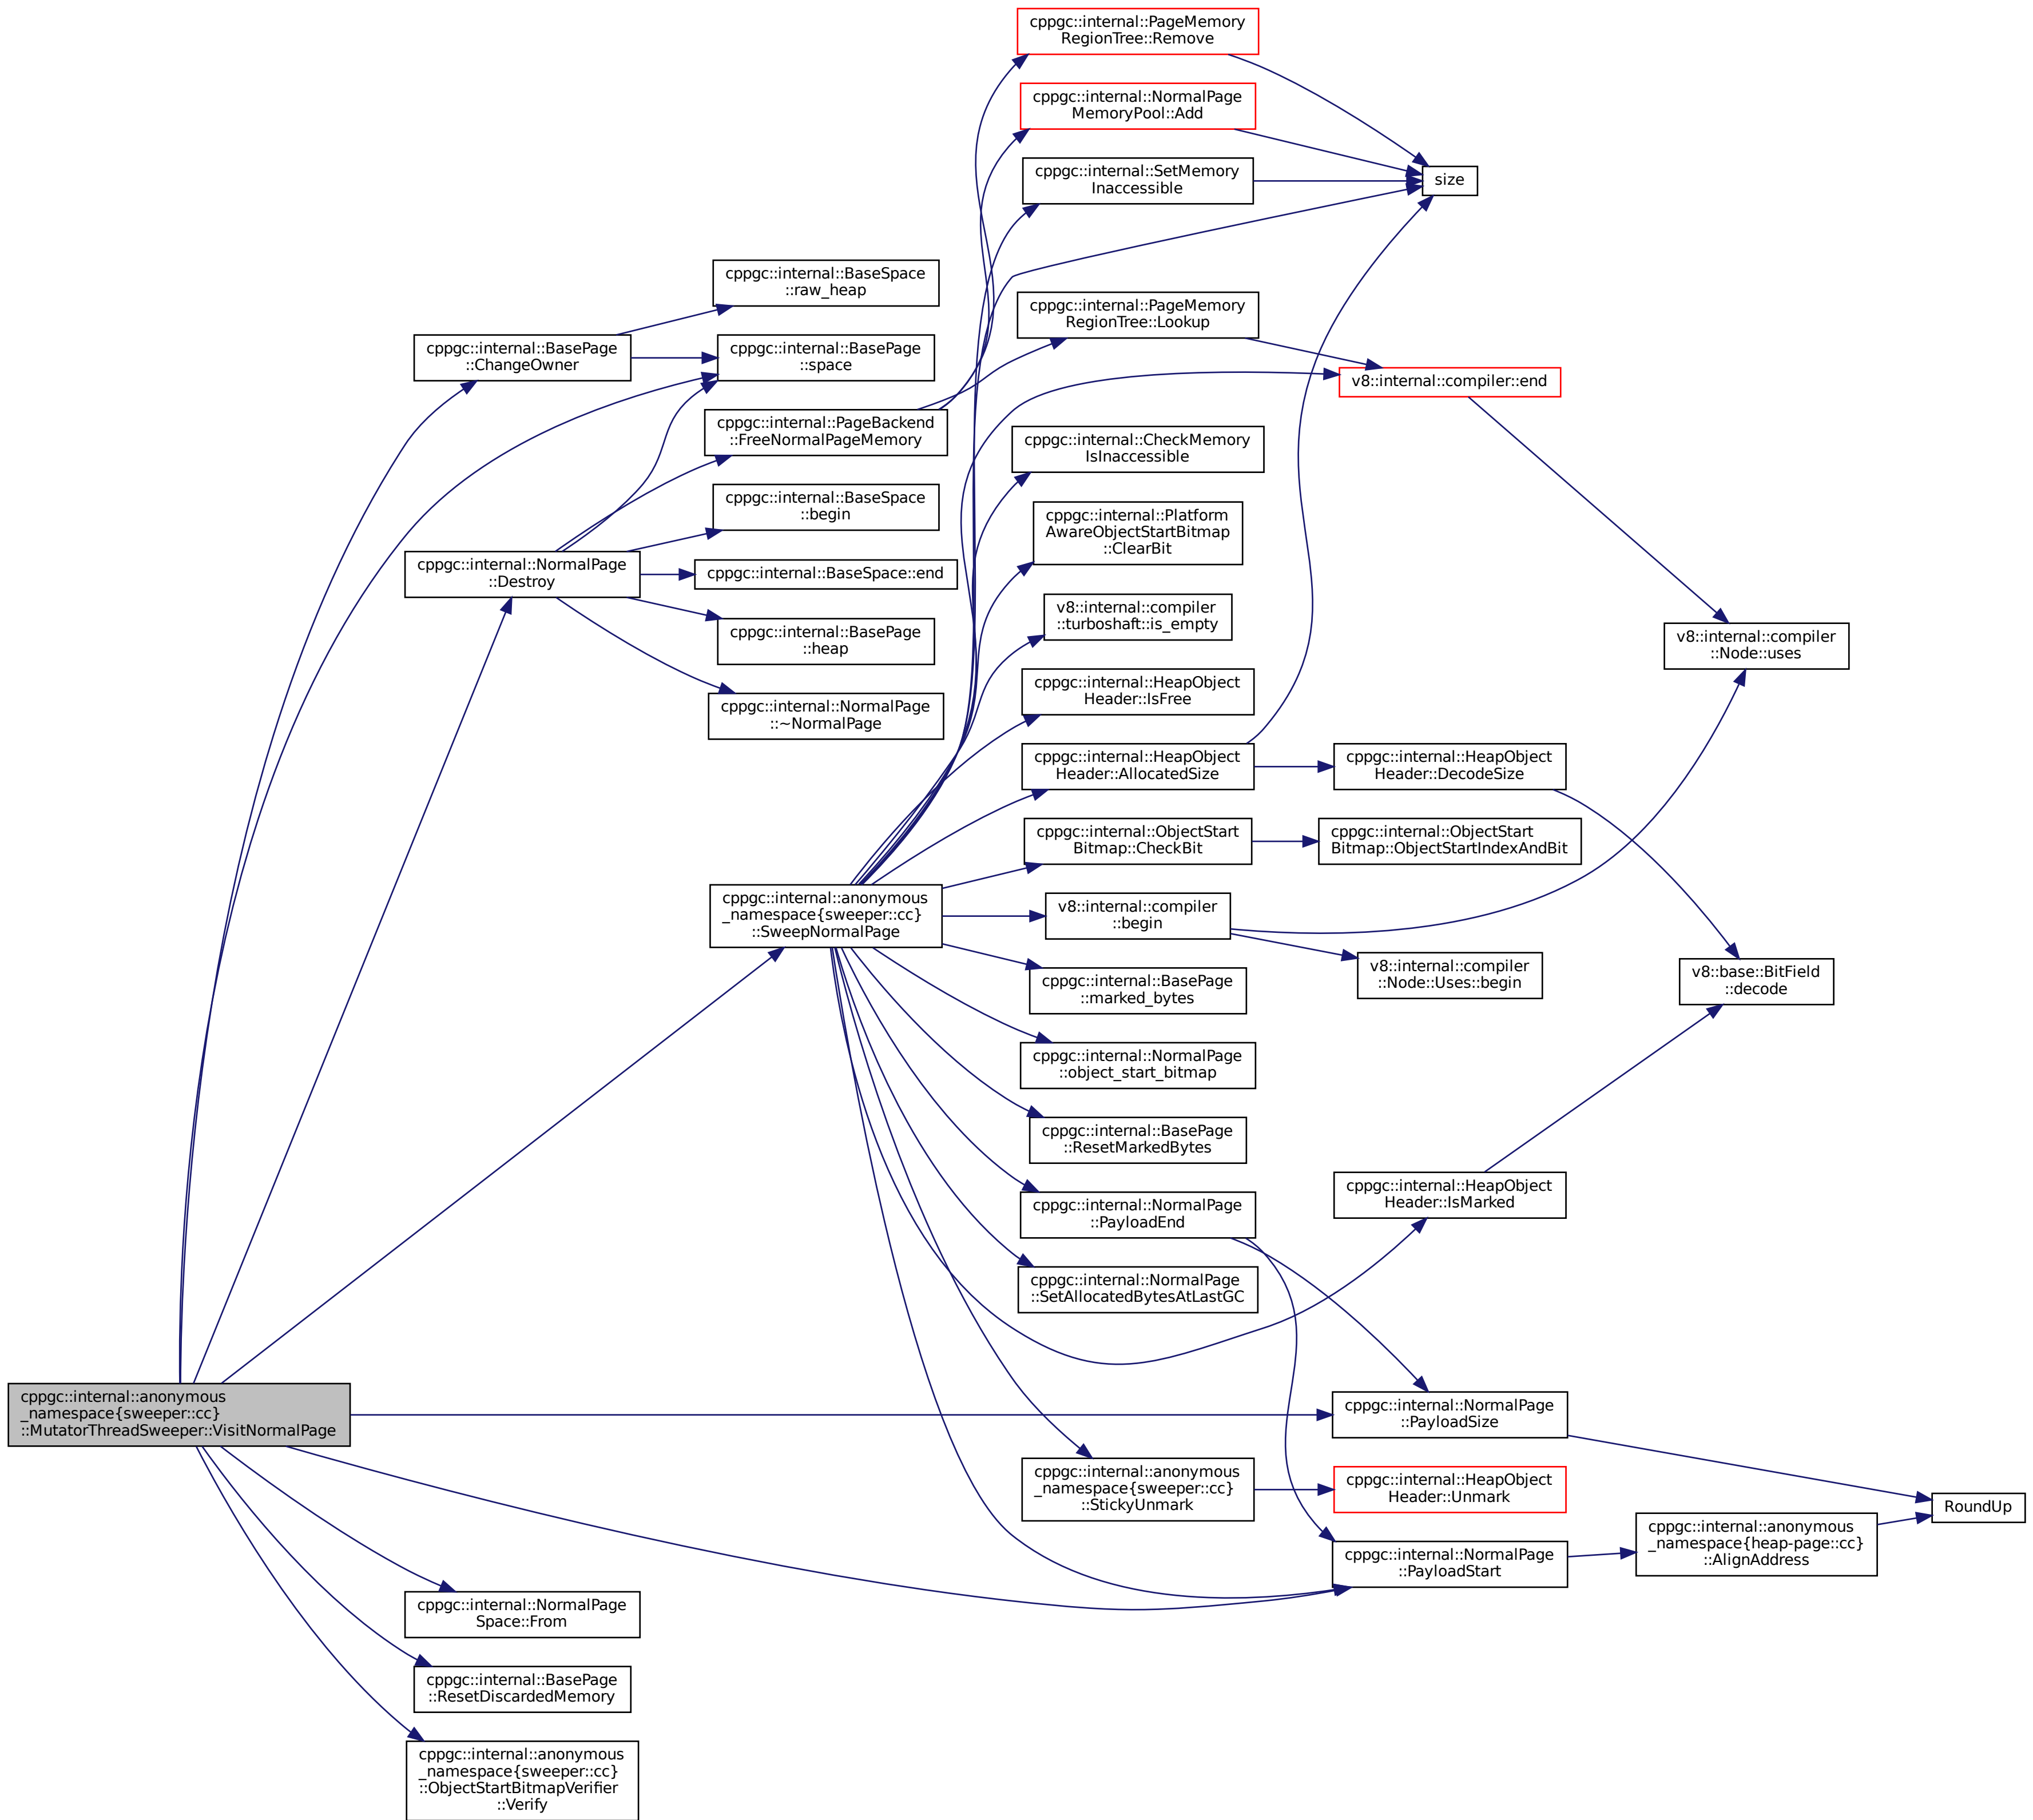 cppgc::internal::PageMemory
RegionTree::Remove
cppgc::internal::NormalPage
MemoryPool::Add
cppgc::internal::SetMemory
Inaccessible
size
cppgc::internal::BaseSpace
::raw_heap
cppgc::internal::PageMemory
RegionTree::Lookup
cppgc::internal::BasePage
::ChangeOwner
cppgc::internal::BasePage
::space
v8::internal::compiler::end
cppgc::internal::PageBackend
::FreeNormalPageMemory
cppgc::internal::CheckMemory
IsInaccessible
cppgc::internal::BaseSpace
::begin
cppgc::internal::Platform
AwareObjectStartBitmap
::ClearBit
cppgc::internal::NormalPage
::Destroy
cppgc::internal::BaseSpace::end
v8::internal::compiler
::turboshaft::is_empty
cppgc::internal::BasePage
::heap
v8::internal::compiler
::Node::uses
cppgc::internal::HeapObject
Header::IsFree
cppgc::internal::NormalPage
::~NormalPage
cppgc::internal::HeapObject
Header::AllocatedSize
cppgc::internal::HeapObject
Header::DecodeSize
cppgc::internal::ObjectStart
Bitmap::CheckBit
cppgc::internal::ObjectStart
Bitmap::ObjectStartIndexAndBit
cppgc::internal::anonymous
_namespace{sweeper::cc}
::SweepNormalPage
v8::internal::compiler
::begin
v8::internal::compiler
::Node::Uses::begin
v8::base::BitField
::decode
cppgc::internal::BasePage
::marked_bytes
cppgc::internal::NormalPage
::object_start_bitmap
cppgc::internal::BasePage
::ResetMarkedBytes
cppgc::internal::HeapObject
Header::IsMarked
cppgc::internal::NormalPage
::PayloadEnd
cppgc::internal::NormalPage
::SetAllocatedBytesAtLastGC
cppgc::internal::anonymous
_namespace{sweeper::cc}
::MutatorThreadSweeper::VisitNormalPage
cppgc::internal::NormalPage
::PayloadSize
cppgc::internal::anonymous
_namespace{sweeper::cc}
::StickyUnmark
cppgc::internal::HeapObject
Header::Unmark
RoundUp
cppgc::internal::anonymous
_namespace{heap-page::cc}
::AlignAddress
cppgc::internal::NormalPage
::PayloadStart
cppgc::internal::NormalPage
Space::From
cppgc::internal::BasePage
::ResetDiscardedMemory
cppgc::internal::anonymous
_namespace{sweeper::cc}
::ObjectStartBitmapVerifier
::Verify